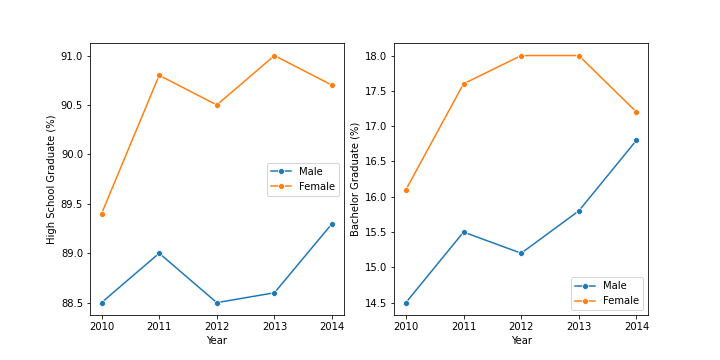 High School Graduate (%)
91.0
90.5
90.0
89.5
89.0
88.5
Male
Female
2010 2011 2012 2013 2014
Year
Bachelor Graduate (%)
18.0
17.5
17.0
16.5
16.0
15.5
15.0
14.5
Male
Female
2010 2011 2012 2013 2014
Year